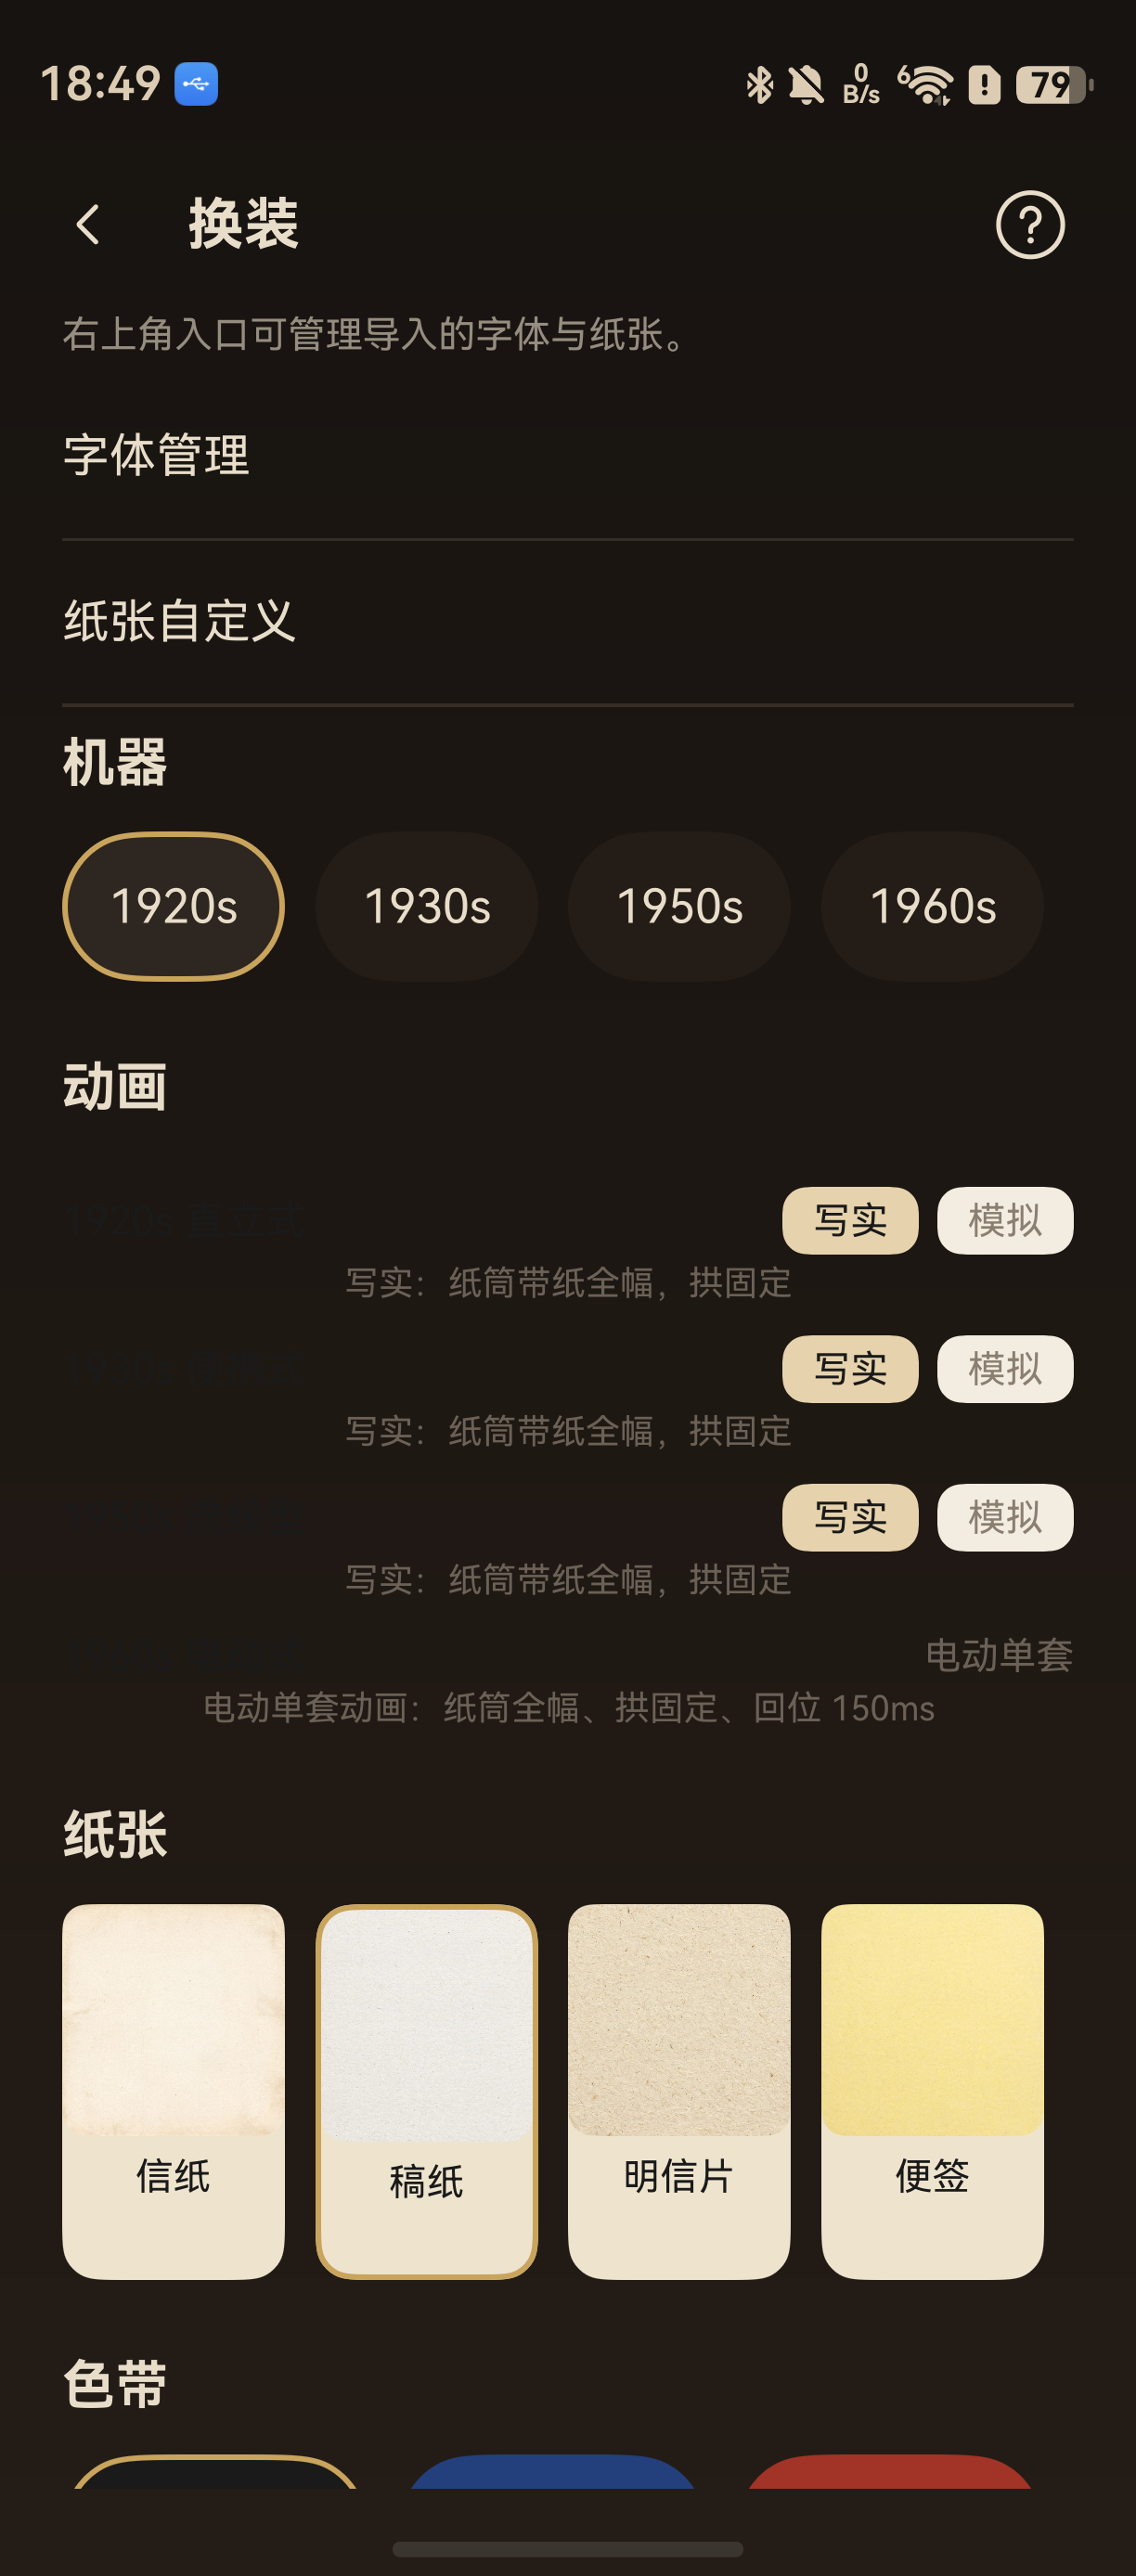 18:49
0 B/s 6 79
换装
右上角入口可管理导入的字体与纸张。
字体管理
纸张自定义
机器
1920s 1930s 1950s 1960s
动画
1920s 直立式 写实 模拟
写实：纸筒带纸全幅，拱固定
写实 模拟
写实：纸筒带纸全幅，拱固定
写实 模拟
写实：纸筒带纸全幅，拱固定
电动单套
电动单套动画：纸筒全幅、拱固定、回位 150ms
纸张
信纸 稿纸 明信片 便签
色带